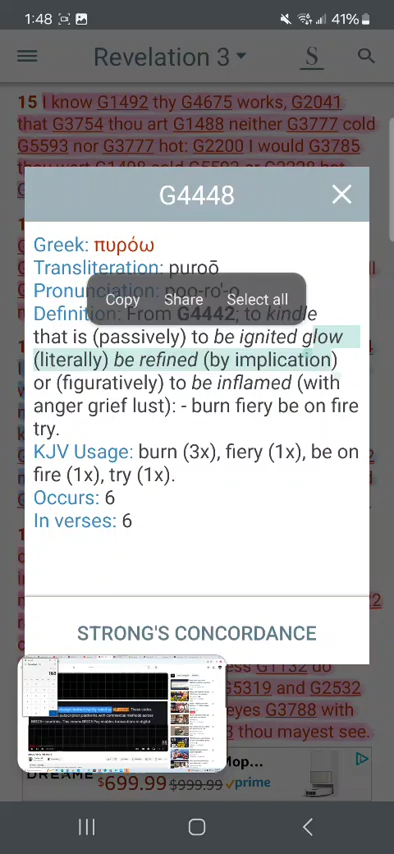 1:48 41%
Revelation 3 S
15 I know G1492 thy G4675 works, G2041
that G3754 thou art G1488 neither G3777 cold
G5593 nor G3777 hot: G2200 I would G3785
G4448
Greek: πυρόω
Transliteration: puroō
Pronunciation: poo-ro'-o
Copy Share Select all
Definition: From G4442; to kindle
that is (passively) to be ignited glow
(literally) be refined (by implication)
or (figuratively) to be inflamed (with
anger grief lust): - burn fiery be on fire
try.
KJV Usage: burn (3x), fiery (1x), be on
fire (1x), try (1x).
Occurs: 6
In verses: 6
STRONG'S CONCORDANCE
G1132 do
G5319 and G2532
eyes G3788 with
thou mayest see.
DREAME Mop...
$699.99 $999.99 prime